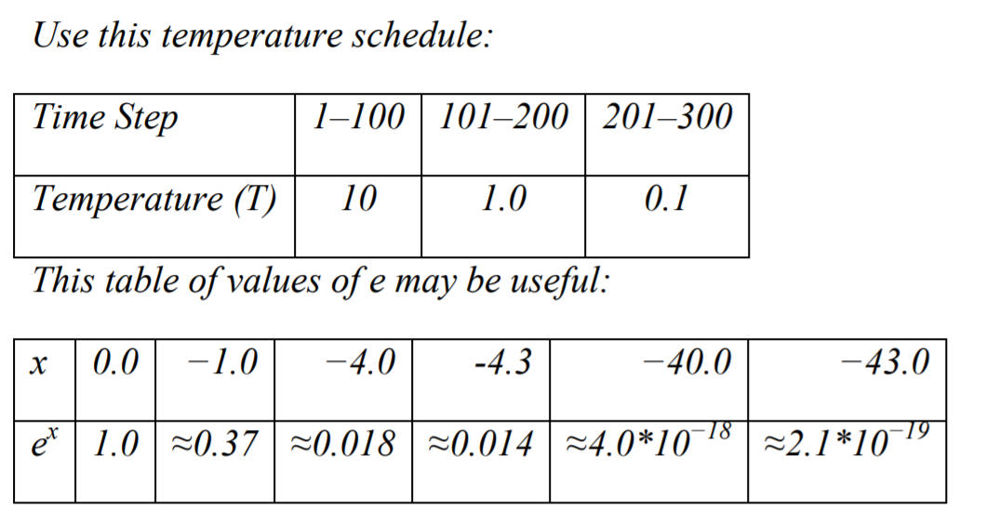 Use this temperature schedule:
Time Step 1–100 101–200 201–300
Temperature (T) 10 1.0 0.1
This table of values of e may be useful:
x 0.0 −1.0 −4.0 -4.3 −40.0 −43.0
eˣ 1.0 ≈0.37 ≈0.018 ≈0.014 ≈4.0*10⁻¹⁸ ≈2.1*10⁻¹⁹